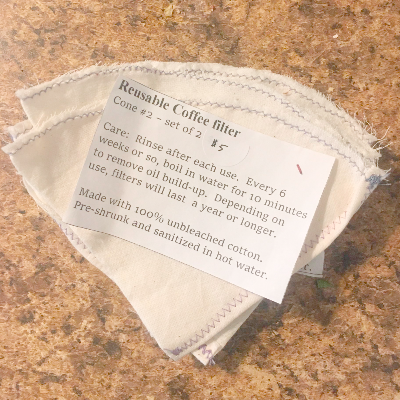 Reusable Coffee filter
Cone #2 – set of 2 $5
Care: Rinse after each use. Every 6
weeks or so, boil in water for 10 minutes
to remove oil build-up. Depending on
use, filters will last a year or longer.
Made with 100% unbleached cotton.
Pre-shrunk and sanitized in hot water.